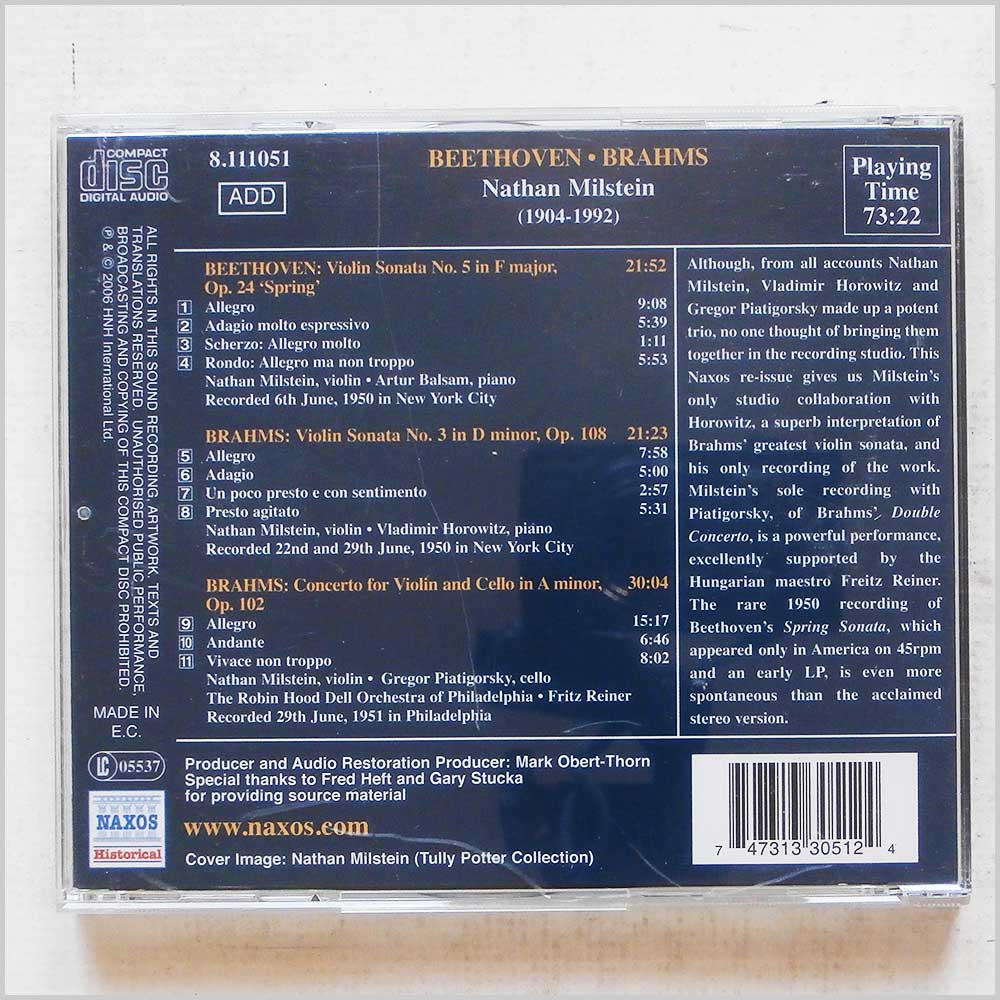 COMPACT
disc
DIGITAL AUDIO
8.111051
ADD
BEETHOVEN • BRAHMS
Nathan Milstein
(1904-1992)
Playing
Time
73:22
ALL RIGHTS IN THIS SOUND RECORDING, ARTWORK, TEXTS AND
TRANSLATIONS RESERVED. UNAUTHORISED PUBLIC PERFORMANCE,
BROADCASTING AND COPYING OF THIS COMPACT DISC PROHIBITED.
℗ & © 2006 HNH International Ltd
MADE IN
E.C.
LC 05537
NAXOS
Historical
BEETHOVEN: Violin Sonata No. 5 in F major, 21:52
Op. 24 ‘Spring’
1 Allegro 9:08
2 Adagio molto espressivo 5:39
3 Scherzo: Allegro molto 1:11
4 Rondo: Allegro ma non troppo 5:53
Nathan Milstein, violin • Artur Balsam, piano
Recorded 6th June, 1950 in New York City
BRAHMS: Violin Sonata No. 3 in D minor, Op. 108 21:23
5 Allegro 7:58
6 Adagio 5:00
7 Un poco presto e con sentimento 2:57
8 Presto agitato 5:31
Nathan Milstein, violin • Vladimir Horowitz, piano
Recorded 22nd and 29th June, 1950 in New York City
BRAHMS: Concerto for Violin and Cello in A minor, 30:04
Op. 102
9 Allegro 15:17
10 Andante 6:46
11 Vivace non troppo 8:02
Nathan Milstein, violin • Gregor Piatigorsky, cello
The Robin Hood Dell Orchestra of Philadelphia • Fritz Reiner
Recorded 29th June, 1951 in Philadelphia
Although, from all accounts Nathan
Milstein, Vladimir Horowitz and
Gregor Piatigorsky made up a potent
trio, no one thought of bringing them
together in the recording studio. This
Naxos re-issue gives us Milstein’s
only studio collaboration with
Horowitz, a superb interpretation of
Brahms’ greatest violin sonata, and
his only recording of the work.
Milstein’s sole recording with
Piatigorsky, of Brahms’ Double
Concerto, is a powerful performance,
excellently supported by the
Hungarian maestro Freitz Reiner.
The rare 1950 recording of
Beethoven’s Spring Sonata, which
appeared only in America on 45rpm
and an early LP, is even more
spontaneous than the acclaimed
stereo version.
Producer and Audio Restoration Producer: Mark Obert-Thorn
Special thanks to Fred Heft and Gary Stucka
for providing source material
www.naxos.com
Cover Image: Nathan Milstein (Tully Potter Collection)
7 47313 30512 4